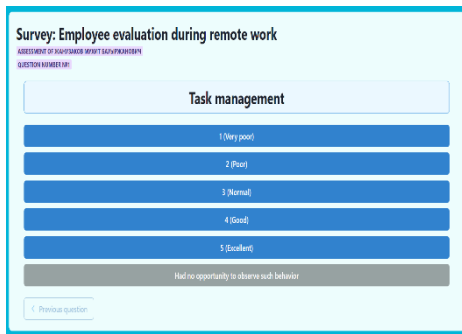 Survey: Employee evaluation during remote work
ASSESSMENT OF МУХИТ
QUESTION NUMBER №1
Task management
1 (Very poor)
2 (Poor)
3 (Normal)
4 (Good)
5 (Excellent)
Had no opportunity to observe such behavior
Previous question